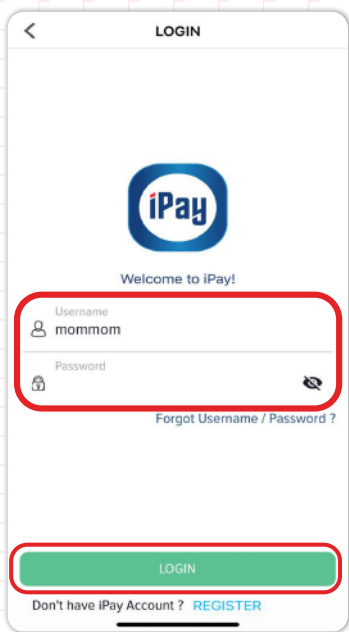 LOGIN
iPay
Welcome to iPay!
Username
mommom
Password
Forgot Username / Password ?
LOGIN
Don't have iPay Account ? REGISTER